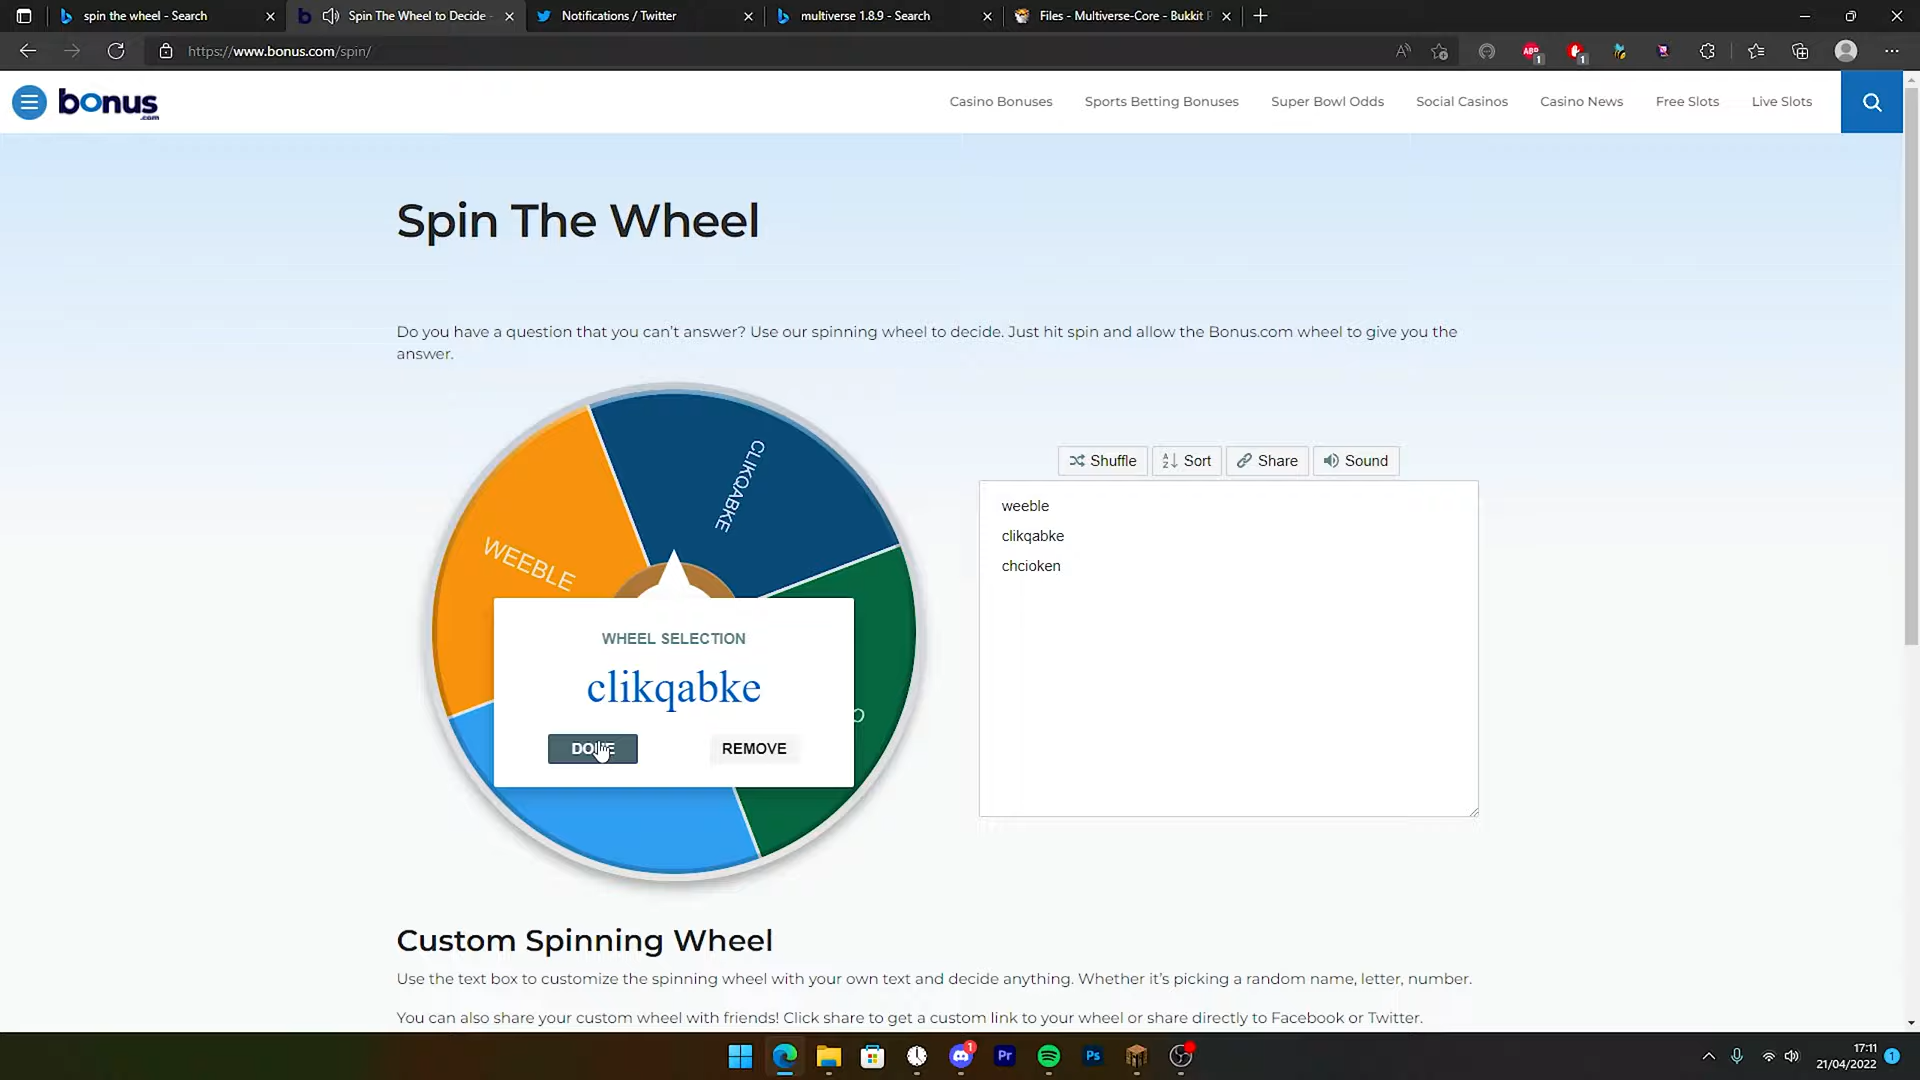 spin the wheel - Search
Spin The Wheel to Decide -
Notifications / Twitter
multiverse 1.8.9 - Search
Files - Multiverse-Core - Bukkit P
https://www.bonus.com/spin/
ABP
1
1
bonus
.com
Casino Bonuses
Sports Betting Bonuses
Super Bowl Odds
Social Casinos
Casino News
Free Slots
Live Slots
Spin The Wheel
Do you have a question that you can't answer? Use our spinning wheel to decide. Just hit spin and allow the Bonus.com wheel to give you the
answer.
CLIKQABKE
WEEBLE
O
Shuffle
Sort
Share
Sound
weeble
clikqabke
chcioken
WHEEL SELECTION
clikqabke
DONE
REMOVE
Custom Spinning Wheel
Use the text box to customize the spinning wheel with your own text and decide anything. Whether it's picking a random name, letter, number.
You can also share your custom wheel with friends! Click share to get a custom link to your wheel or share directly to Facebook or Twitter.
1
Pr
Ps
17:11
21/04/2022
1